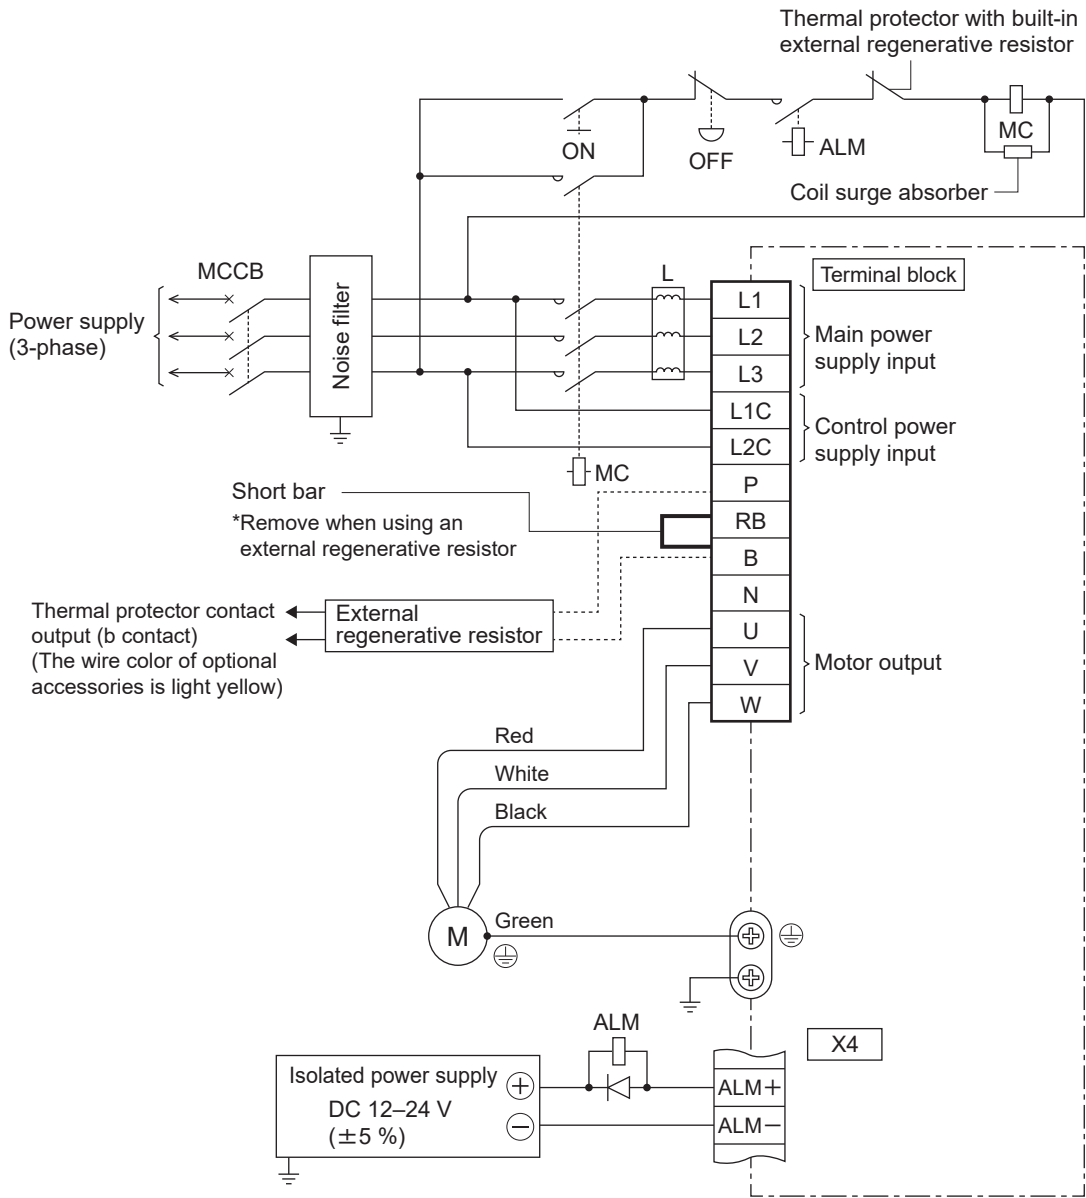 Thermal protector with built-in
external regenerative resistor
ON
OFF
ALM
MC
Coil surge absorber
MCCB
L
Terminal block
Power supply
(3-phase)
Noise filter
L1
L2
L3
Main power
supply input
L1C
L2C
Control power
supply input
MC
P
Short bar
*Remove when using an
external regenerative resistor
RB
B
N
Thermal protector contact
output (b contact)
(The wire color of optional
accessories is light yellow)
External
regenerative resistor
U
V
W
Motor output
Red
White
Black
M
Green
ALM
X4
Isolated power supply
DC 12–24 V
(±5 %)
+
−
ALM+
ALM−